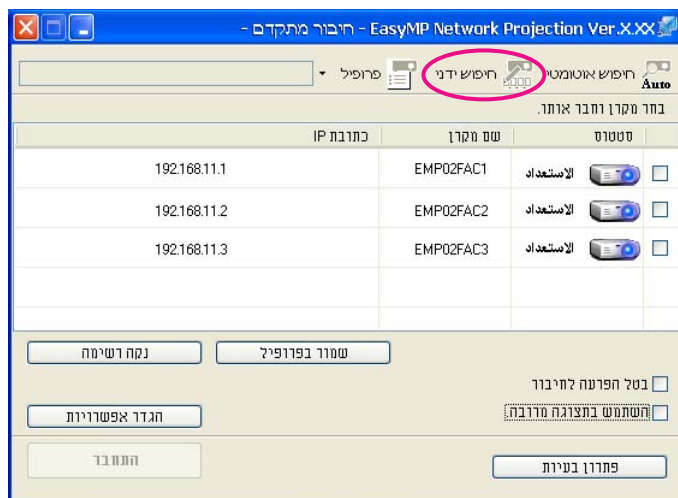 EasyMP Network Projection Ver.X.XX - חיבור מתקדם -
Auto חיפוש אוטומטי חיפוש ידני פרופיל
בחר מקרן וחבר אותו.
סטטוס שם מקרן כתובת IP
الاستعداد EMP02FAC1 192.168.11.1
الاستعداد EMP02FAC2 192.168.11.2
الاستعداد EMP02FAC3 192.168.11.3
שמור בפרופיל נקה רשימה
בטל הפרעה לחיבור
השתמש בתצוגה מרובה. הגדר אפשרויות
פתרון בעיות התחבר